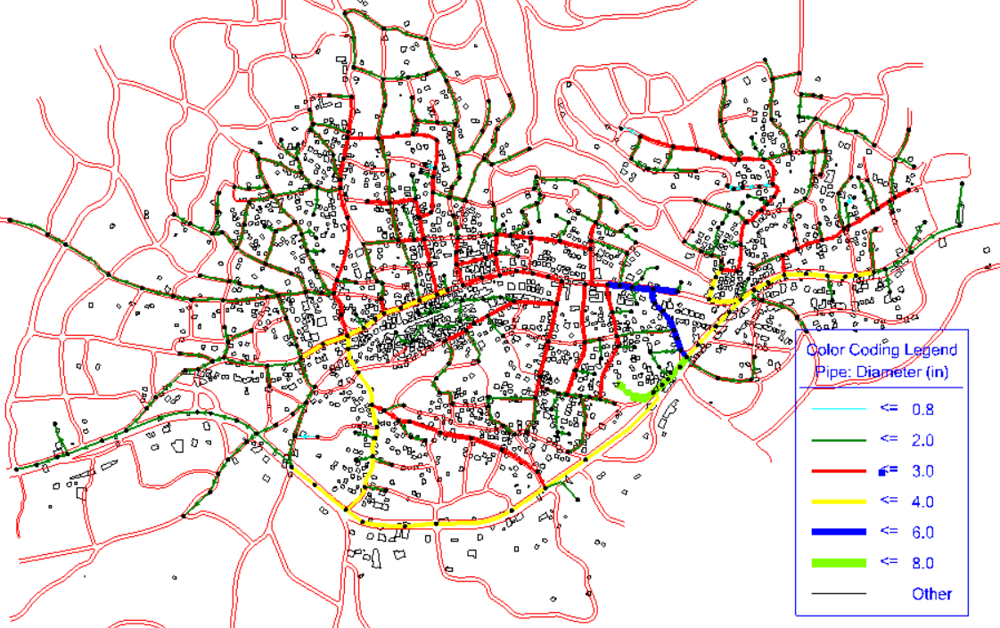 Color Coding Legend
Pipe: Diameter (in)
<= 0.8
<= 2.0
<= 3.0
<= 4.0
<= 6.0
<= 8.0
Other